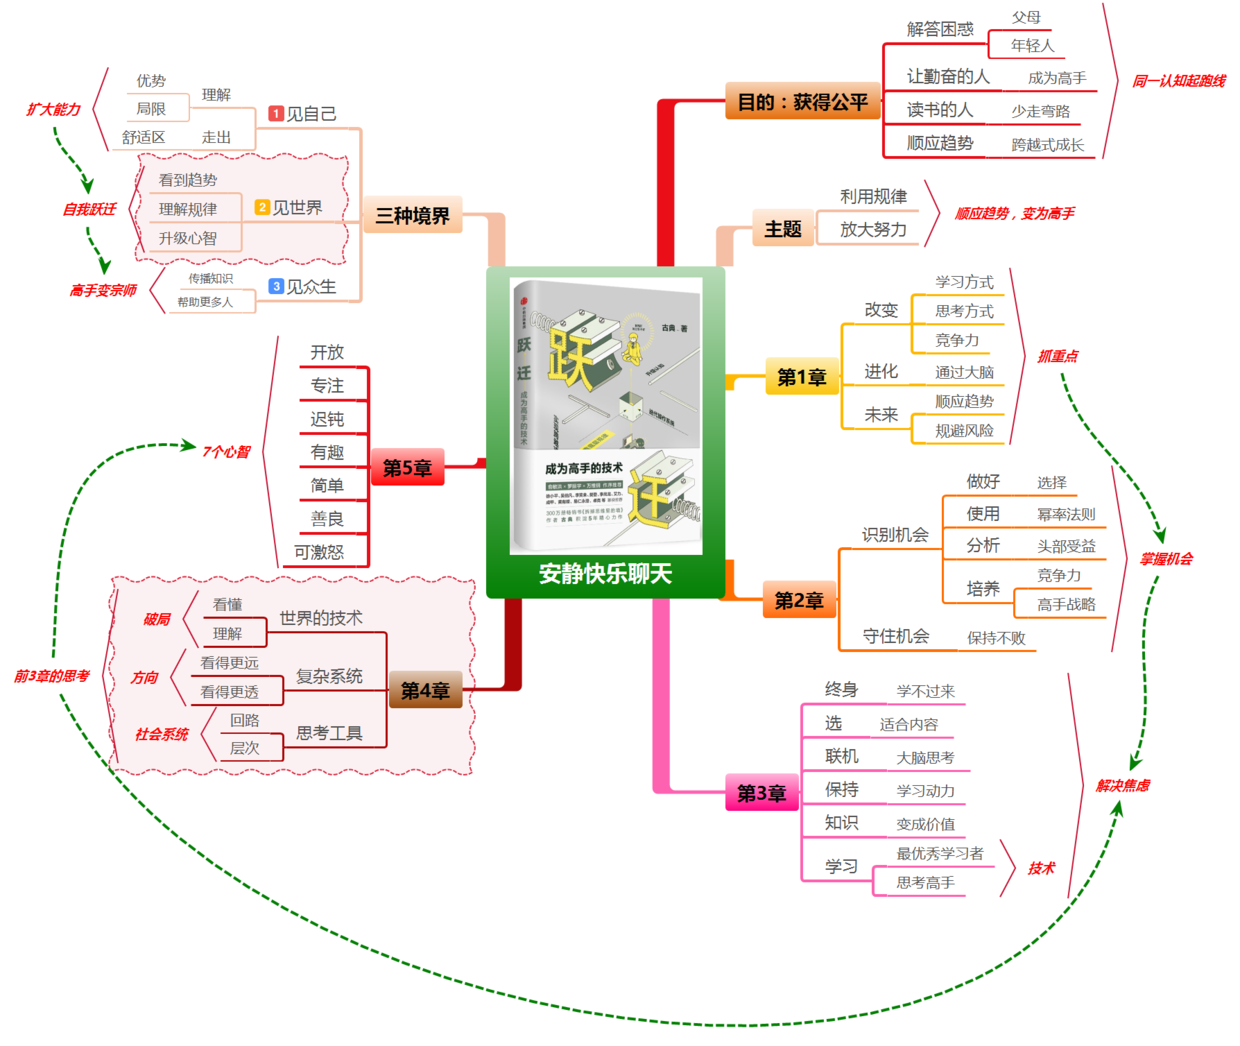 目的：获得公平
解答困惑
父母
年轻人
让勤奋的人
成为高手
读书的人
少走弯路
顺应趋势
跨越式成长
同一认知起跑线
主题
利用规律
放大努力
顺应趋势，变为高手
第1章
改变
学习方式
思考方式
竞争力
进化
通过大脑
未来
顺应趋势
规避风险
抓重点
第2章
识别机会
做好
选择
使用
幂率法则
分析
头部受益
培养
竞争力
高手战略
守住机会
保持不败
掌握机会
第3章
终身
学不过来
选
适合内容
联机
大脑思考
保持
学习动力
知识
变成价值
学习
最优秀学习者
思考高手
技术
解决焦虑
三种境界
1
见自己
理解
优势
局限
走出
舒适区
扩大能力
2
见世界
看到趋势
理解规律
升级心智
自我跃迁
3
见众生
传播知识
帮助更多人
高手变宗师
第5章
开放
专注
迟钝
有趣
简单
善良
可激怒
7个心智
第4章
世界的技术
看懂
理解
破局
复杂系统
看得更远
看得更透
方向
思考工具
回路
层次
社会系统
前3章的思考
跃迁
成为高手的技术
古典 著
跃
迁
成为高手的技术
安静快乐聊天